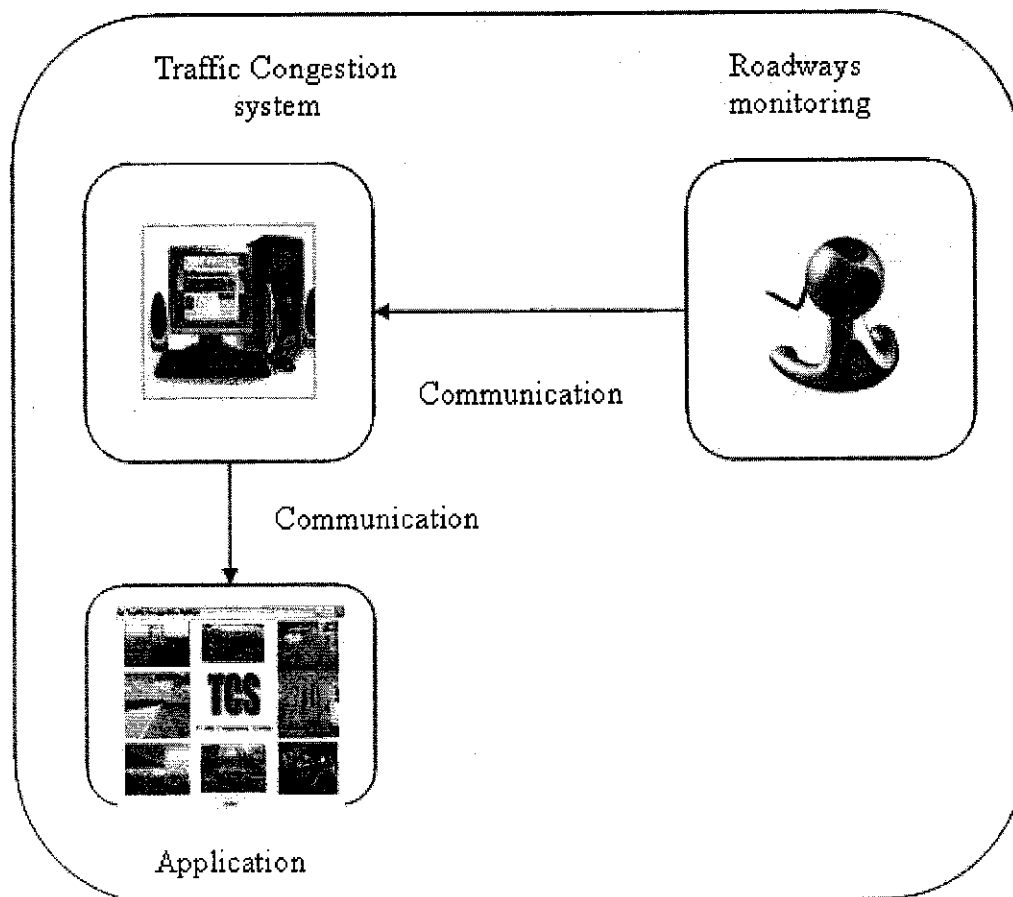 Traffic Congestion
system
Roadways
monitoring
Communication
Communication
TCS
Application